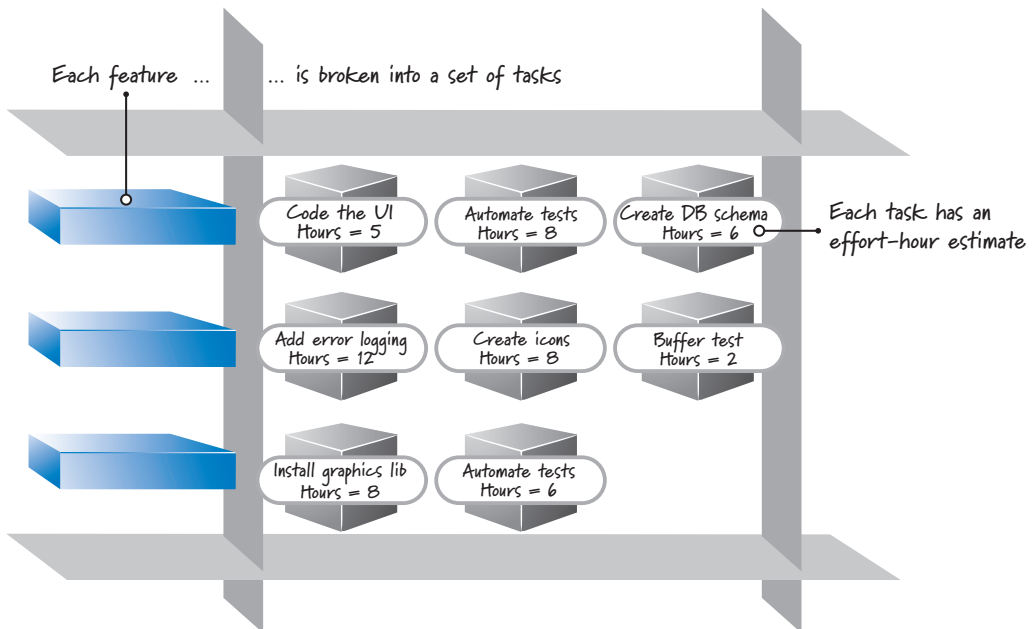 Each feature ...
... is broken into a set of tasks
Code the UI
Hours = 5
Automate tests
Hours = 8
Create DB schema
Hours = 6
Each task has an
effort-hour estimate
Add error logging
Hours = 12
Create icons
Hours = 8
Buffer test
Hours = 2
Install graphics lib
Hours = 8
Automate tests
Hours = 6